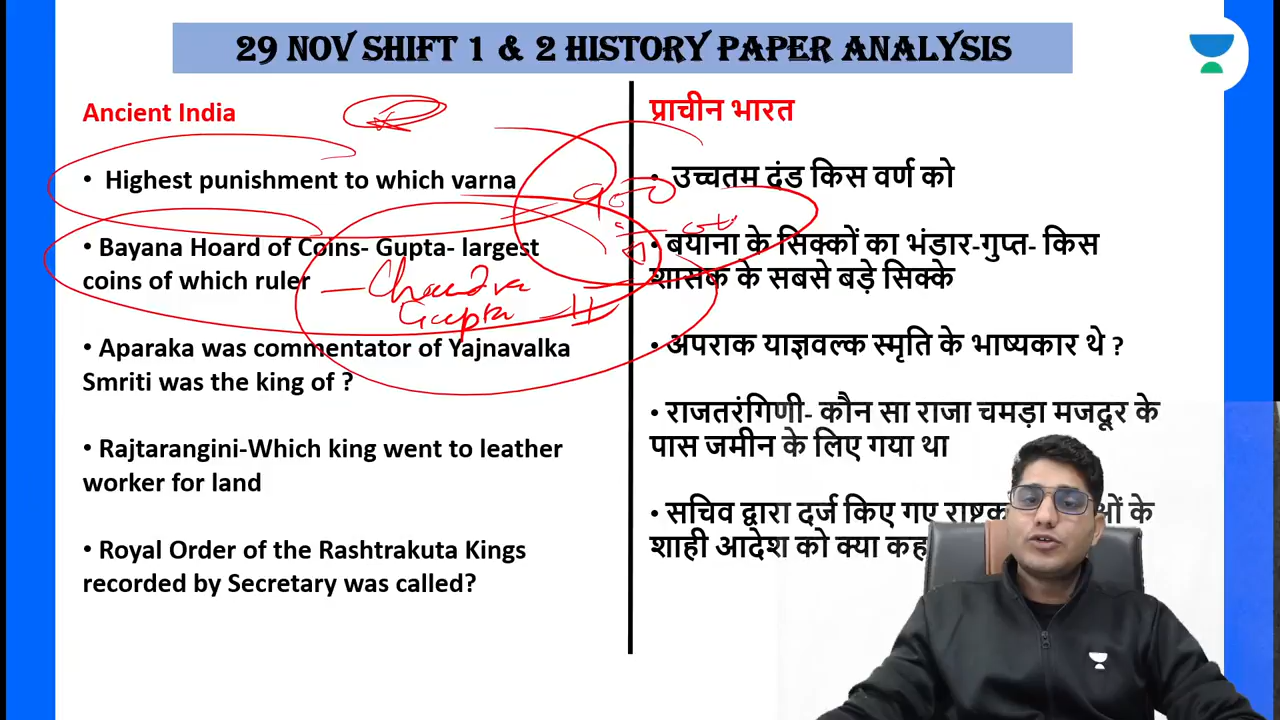 29 NOV SHIFT 1 & 2 HISTORY PAPER ANALYSIS
Ancient India
• Highest punishment to which varna
• Bayana Hoard of Coins- Gupta- largest
coins of which ruler
– Chandra
Gupta – II
• Aparaka was commentator of Yajnavalka
Smriti was the king of ?
• Rajtarangini-Which king went to leather
worker for land
• Royal Order of the Rashtrakuta Kings
recorded by Secretary was called?
प्राचीन भारत
• उच्चतम दंड किस वर्ण को
• बयाना के सिक्कों का भंडार-गुप्त- किस
शासक के सबसे बड़े सिक्के
• अपराक याज्ञवल्क स्मृति के भाष्यकार थे ?
• राजतरंगिणी- कौन सा राजा चमड़ा मजदूर के
पास जमीन के लिए गया था
• सचिव द्वारा दर्ज किए गए के
शाही आदेश को क्या